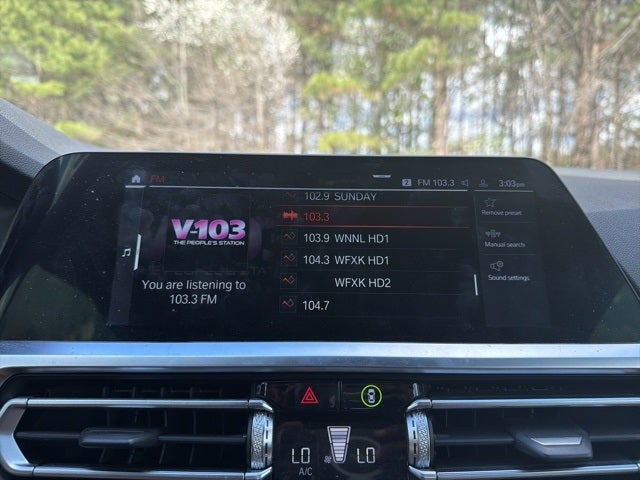 FM
2 FM 103.3 3:03pm
102.9 SUNDAY
103.3
103.9 WNNL HD1
104.3 WFXK HD1
WFXK HD2
104.7
V-103
THE PEOPLE'S STATION
You are listening to
103.3 FM
Remove preset
Manual search
Sound settings
LO LO
A/C